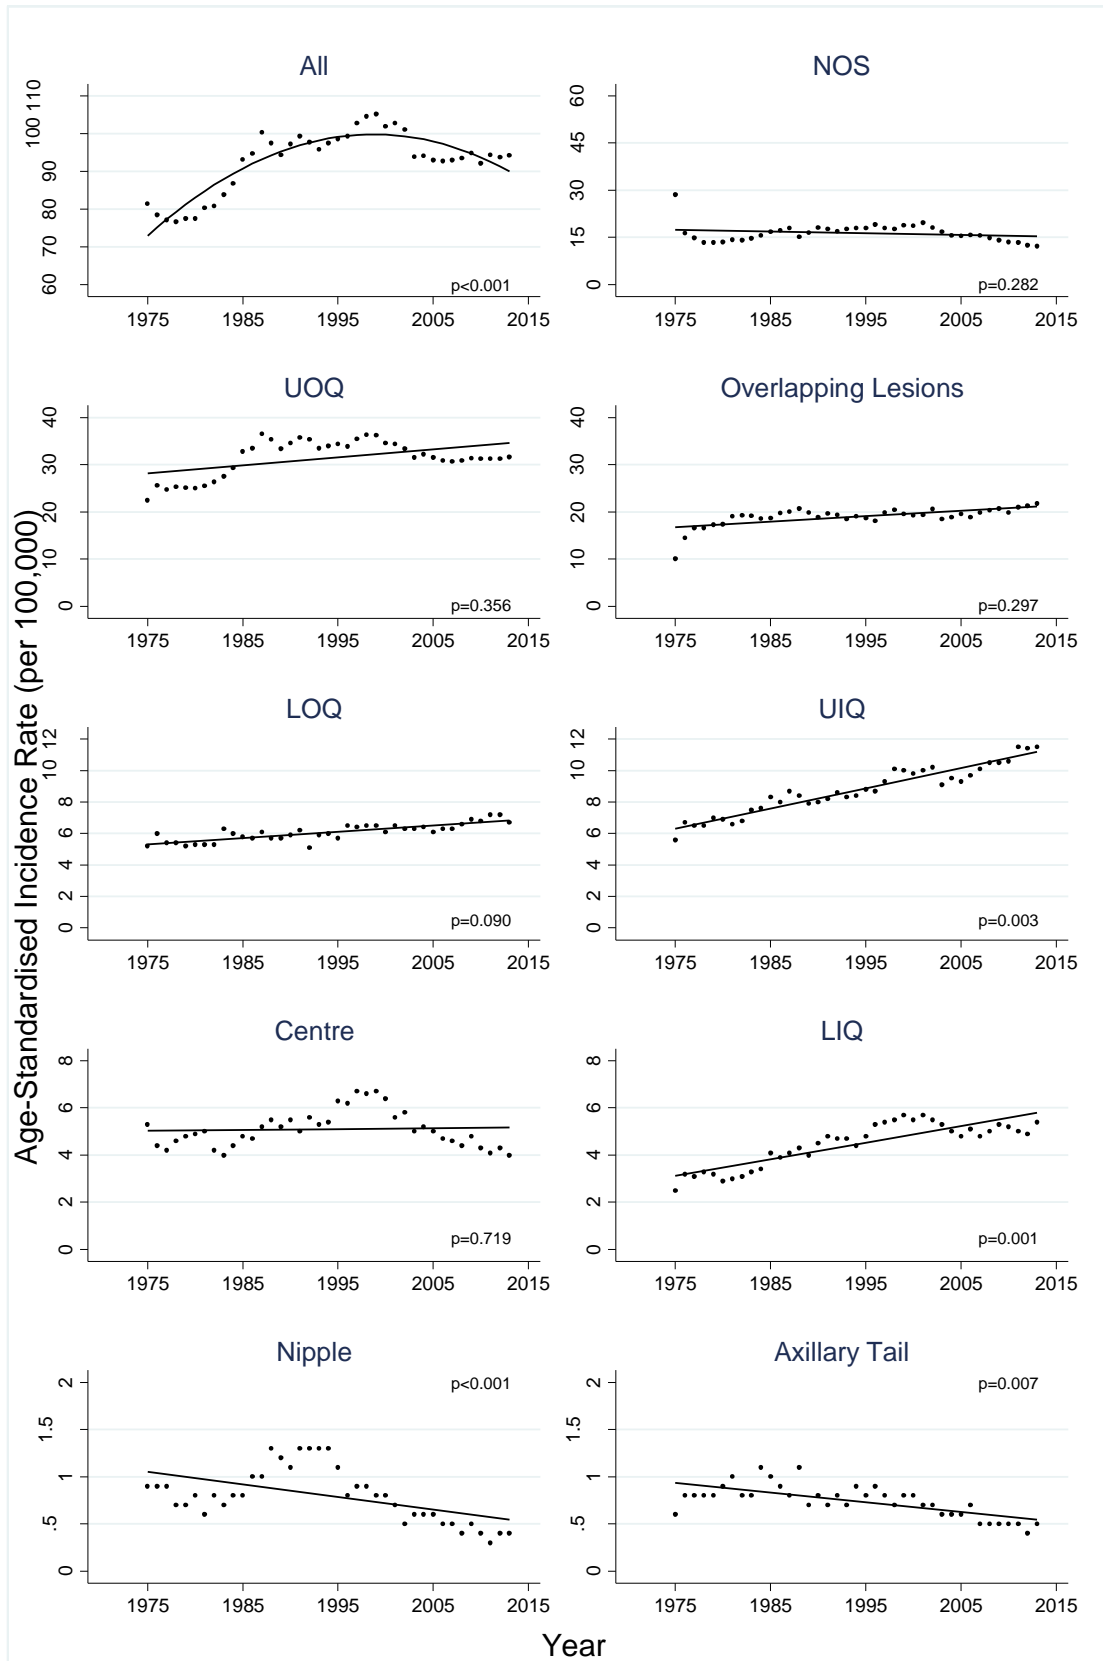 Age-Standardised Incidence Rate (per 100,000)
All
60 70 80 90 100 110
p<0.001
1975 1985 1995 2005 2015
NOS
0 15 30 45 60
p=0.282
1975 1985 1995 2005 2015
UOQ
0 10 20 30 40
p=0.356
1975 1985 1995 2005 2015
Overlapping Lesions
0 10 20 30 40
p=0.297
1975 1985 1995 2005 2015
LOQ
0 2 4 6 8 10 12
p=0.090
1975 1985 1995 2005 2015
UIQ
0 2 4 6 8 10 12
p=0.003
1975 1985 1995 2005 2015
Centre
0 2 4 6 8
p=0.719
1975 1985 1995 2005 2015
LIQ
0 2 4 6 8
p=0.001
1975 1985 1995 2005 2015
Nipple
0 .5 1 1.5 2
p<0.001
1975 1985 1995 2005 2015
Axillary Tail
0 .5 1 1.5 2
p=0.007
1975 1985 1995 2005 2015
Year